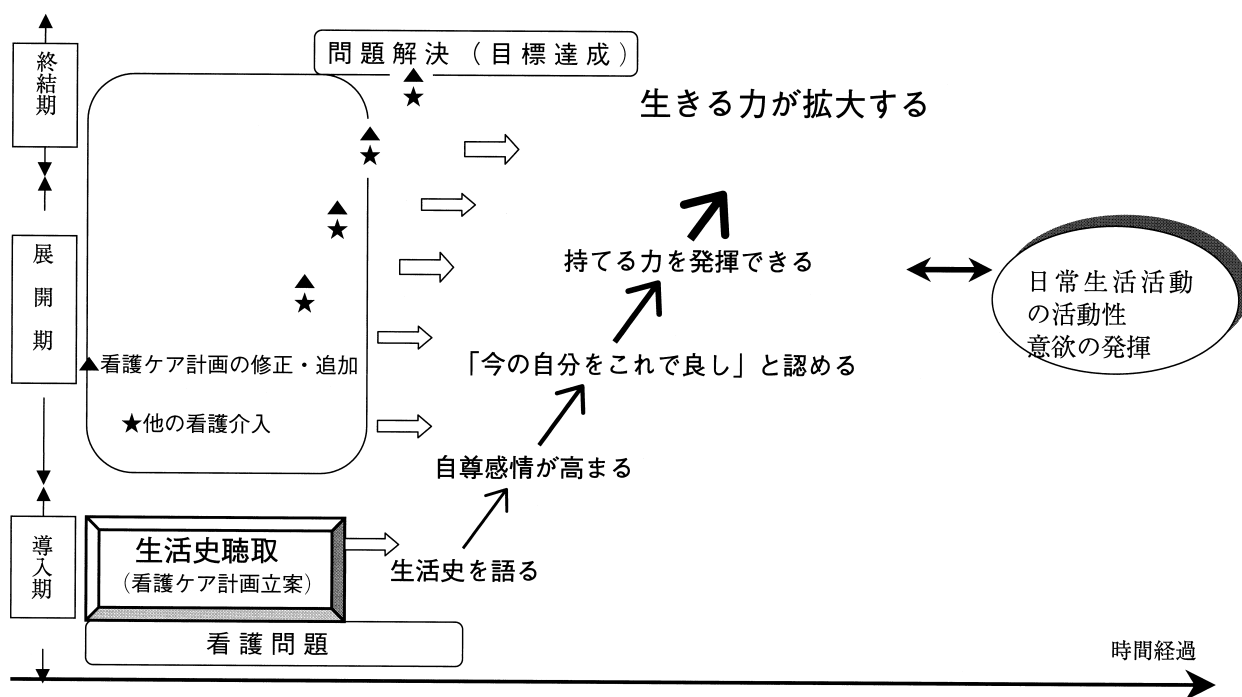 終結期
問題解決（目標達成）
▲
★
生きる力が拡大する
▲
★
▲
★
展開期
持てる力を発揮できる
日常生活活動
の活動性
意欲の発揮
▲
★
▲看護ケア計画の修正・追加
「今の自分をこれで良し」と認める
★他の看護介入
自尊感情が高まる
導入期
生活史聴取
（看護ケア計画立案）
生活史を語る
看護問題
時間経過